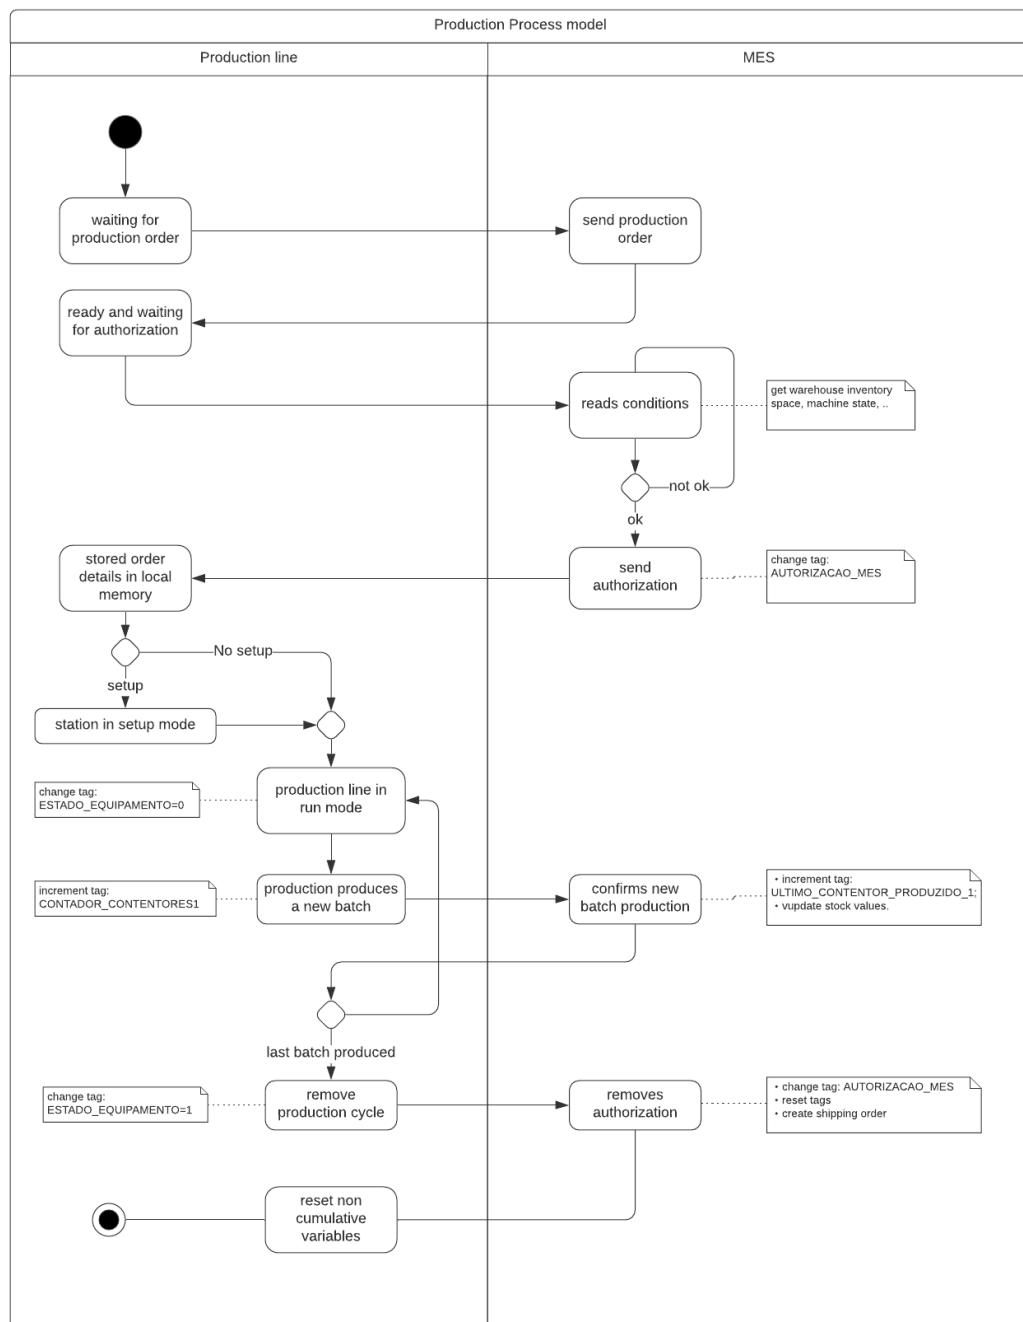 Production Process model
Production line
MES
waiting for
production order
send production
order
ready and waiting
for authorization
reads conditions
get warehouse inventory
space, machine state, ..
not ok
ok
stored order
details in local
memory
send
authorization
change tag:
AUTORIZACAO_MES
No setup
setup
station in setup mode
change tag:
ESTADO_EQUIPAMENTO=0
production line in
run mode
increment tag:
CONTADOR_CONTENTORES1
production produces
a new batch
confirms new
batch production
• increment tag:
ULTIMO_CONTENTOR_PRODUZIDO_1;
• vupdate stock values.
last batch produced
change tag:
ESTADO_EQUIPAMENTO=1
remove
production cycle
removes
authorization
• change tag: AUTORIZACAO_MES
• reset tags
• create shipping order
reset non
cumulative
variables